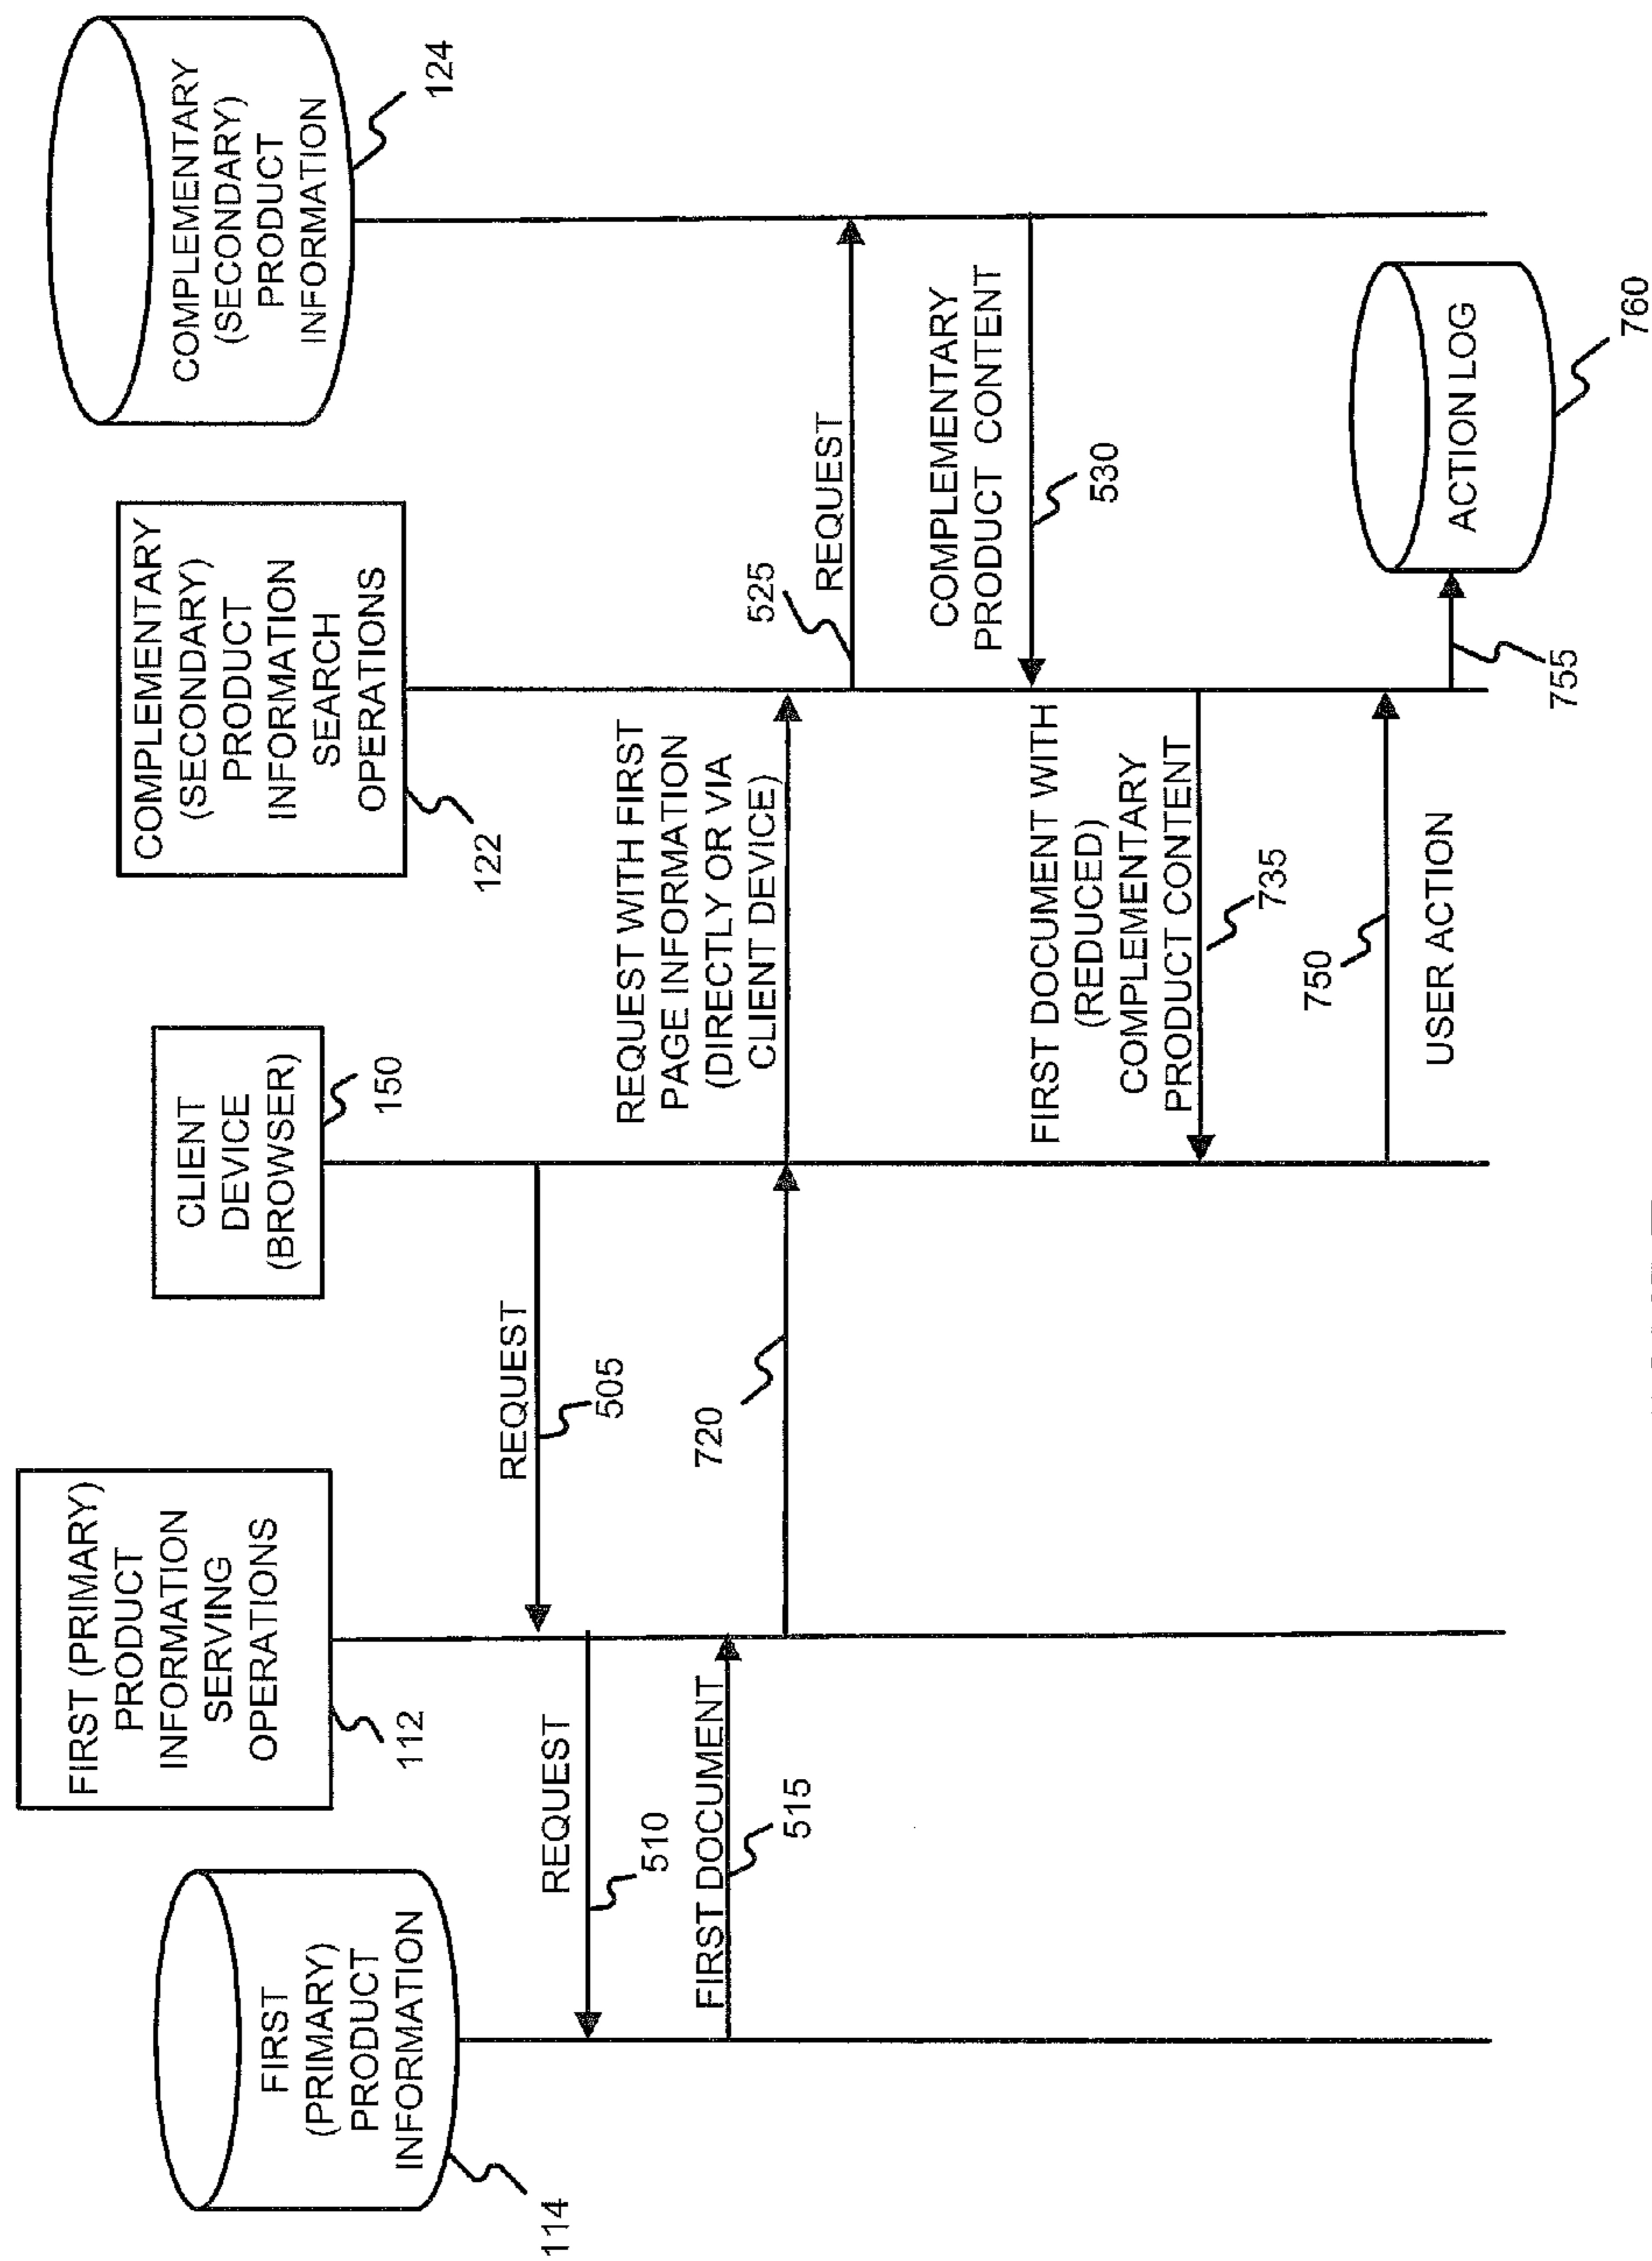 FIRST
(PRIMARY)
PRODUCT
INFORMATION
114
FIRST (PRIMARY)
PRODUCT
INFORMATION
SERVING
OPERATIONS
112
CLIENT
DEVICE
(BROWSER)
150
COMPLEMENTARY
(SECONDARY)
PRODUCT
INFORMATION
SEARCH
OPERATIONS
122
COMPLEMENTARY
(SECONDARY)
PRODUCT
INFORMATION
124
REQUEST
505
REQUEST
510
FIRST DOCUMENT
515
720
REQUEST WITH FIRST
PAGE INFORMATION
(DIRECTLY OR VIA
CLIENT DEVICE)
525
REQUEST
COMPLEMENTARY
PRODUCT CONTENT
530
FIRST DOCUMENT WITH
(REDUCED)
COMPLEMENTARY
PRODUCT CONTENT
735
750
USER ACTION
755
ACTION LOG
760